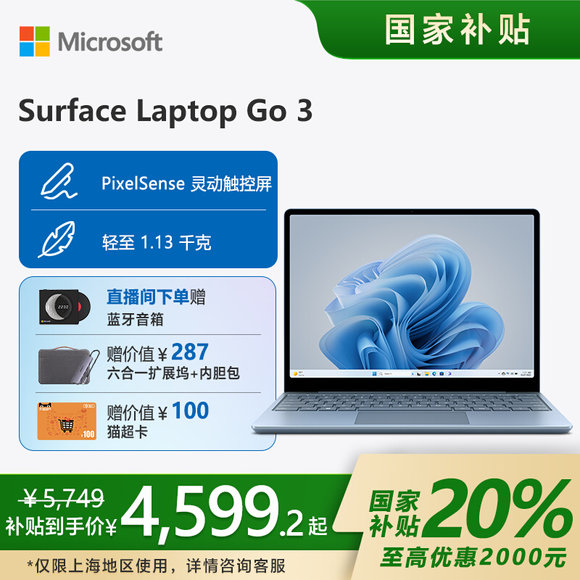 Microsoft
国家补贴
Surface Laptop Go 3
PixelSense 灵动触控屏
轻至 1.13 千克
直播间下单赠
蓝牙音箱
赠价值￥287
六合一扩展坞+内胆包
¥100
赠价值￥100
猫超卡
￥5,749
补贴到手价￥4,599.2起
国家补贴20%
至高优惠2000元
*仅限上海地区使用，详情咨询客服